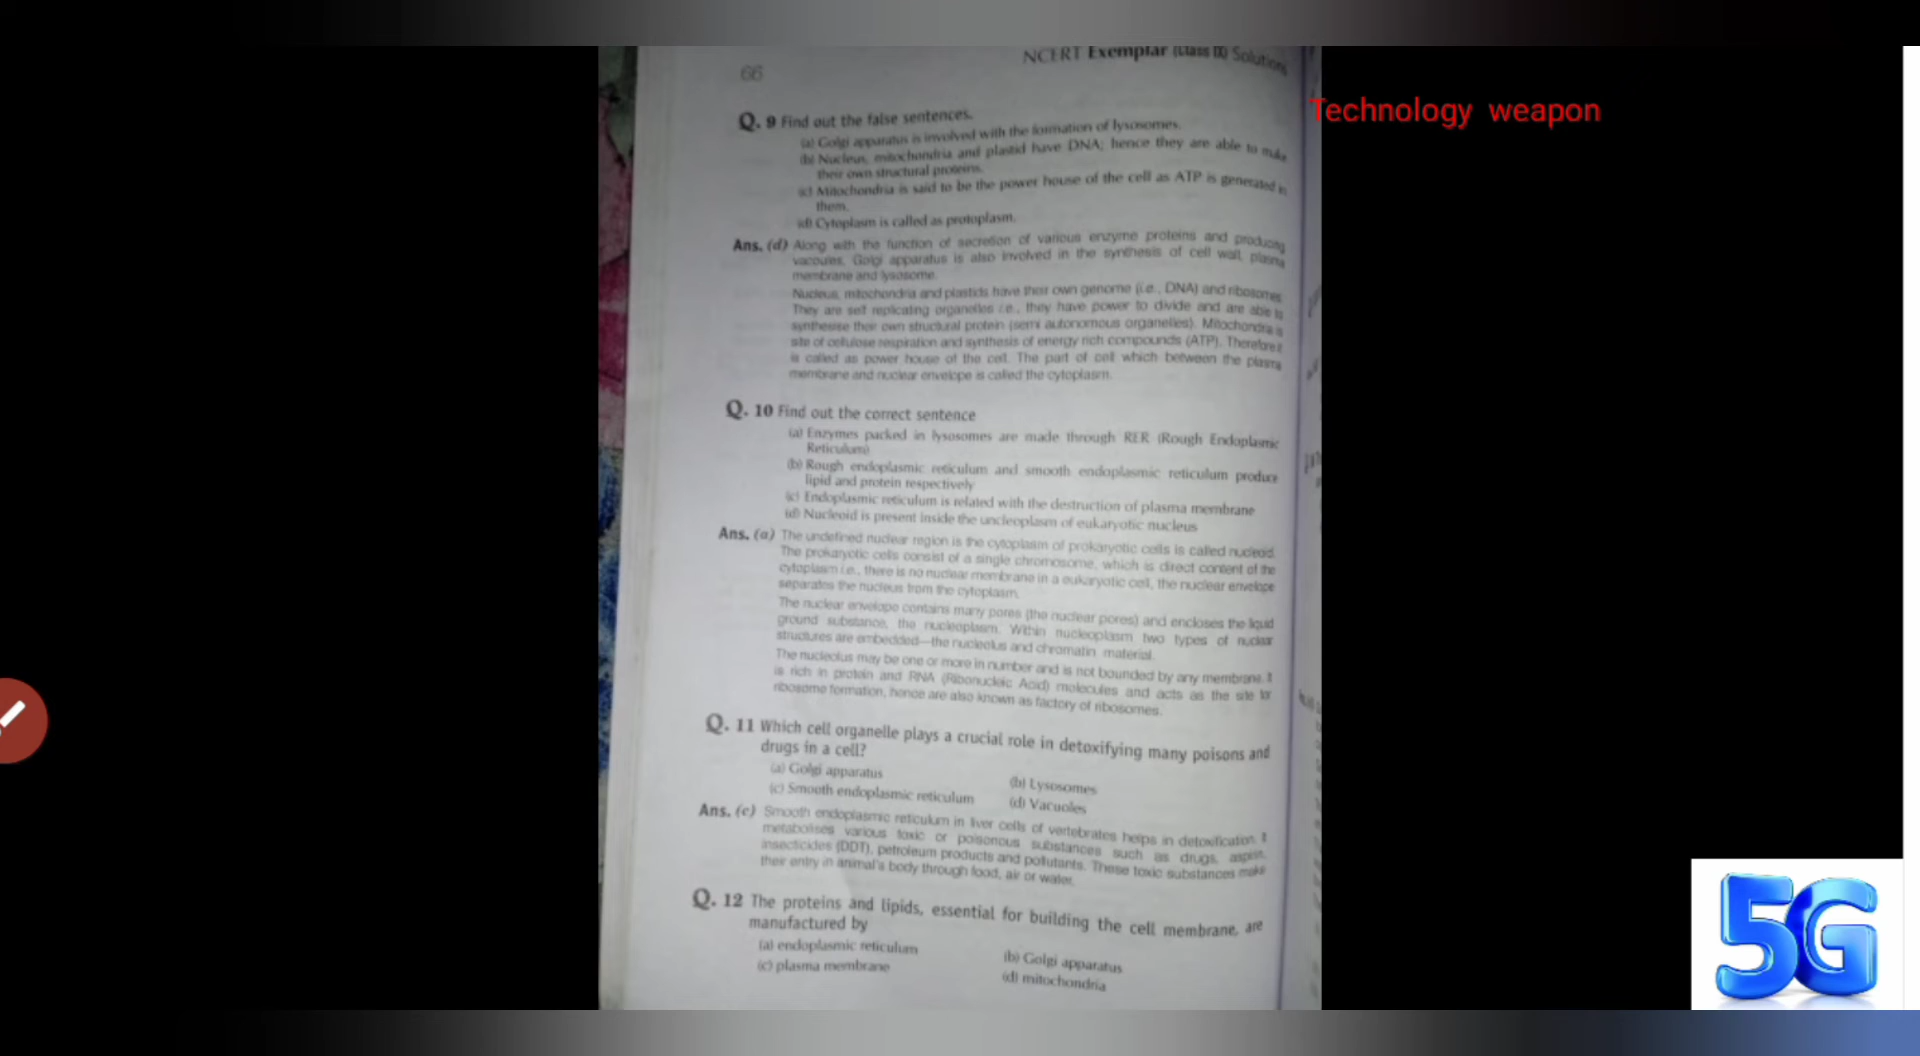 NCERT Exemplar (Class IX) Solutions
66
Technology weapon
Q. 9 Find out the false sentences.
(a) Golgi apparatus is involved with the formation of lysosomes.
(b) Nucleus, mitochondria and plastid have DNA; hence they are able to make
their own structural proteins.
(c) Mitochondria is said to be the power house of the cell as ATP is generated in
them.
(d) Cytoplasm is called as protoplasm.
Ans. (d) Along with the function of secretion of various enzyme proteins and producing
vacoules, Golgi apparatus is also involved in the synthesis of cell wall, plasma
membrane and lysosome.
Nucleus, mitochondria and plastids have their own genome (i.e., DNA) and ribosomes.
They are self replicating organelles i.e., they have power to divide and are able to
synthesise their own structural protein (semi autonomous organelles). Mitochondria is
site of cellulose respiration and synthesis of energy rich compounds (ATP). Therefore it
is called as power house of the cell. The part of cell which between the plasma
membrane and nuclear envelope is called the cytoplasm.
Q. 10 Find out the correct sentence
(a) Enzymes packed in lysosomes are made through RER (Rough Endoplasmic
Reticulum)
(b) Rough endoplasmic reticulum and smooth endoplasmic reticulum produce
lipid and protein respectively
(c) Endoplasmic reticulum is related with the destruction of plasma membrane
(d) Nucleoid is present inside the uncleoplasm of eukaryotic nucleus
Ans. (a) The undefined nuclear region is the cytoplasm of prokaryotic cells is called nucleoid.
The prokaryotic cells consist of a single chromosome, which is direct content of the
cytoplasm i.e., there is no nuclear membrane in a eukaryotic cell, the nuclear envelope
separates the nucleus from the cytoplasm.
The nuclear envelope contains many pores (the nuclear pores) and encloses the liquid
ground substance, the nucleoplasm. Within nucleoplasm two types of nuclear
structures are embedded—the nucleolus and chromatin material.
The nucleolus may be one or more in number and is not bounded by any membrane. It
is rich in protein and RNA (Ribonucleic Acid) molecules and acts as the site for
ribosome formation, hence are also known as factory of ribosomes.
Q. 11 Which cell organelle plays a crucial role in detoxifying many poisons and
drugs in a cell?
(a) Golgi apparatus (b) Lysosomes
(c) Smooth endoplasmic reticulum (d) Vacuoles
Ans. (c) Smooth endoplasmic reticulum in liver cells of vertebrates helps in detoxification. It
metabolises various toxic or poisonous substances such as drugs, aspirin,
insecticides (DDT), petroleum products and pollutants. These toxic substances make
their entry in animal's body through food, air or water.
Q. 12 The proteins and lipids, essential for building the cell membrane, are
manufactured by
(a) endoplasmic reticulum (b) Golgi apparatus
(c) plasma membrane (d) mitochondria
5G